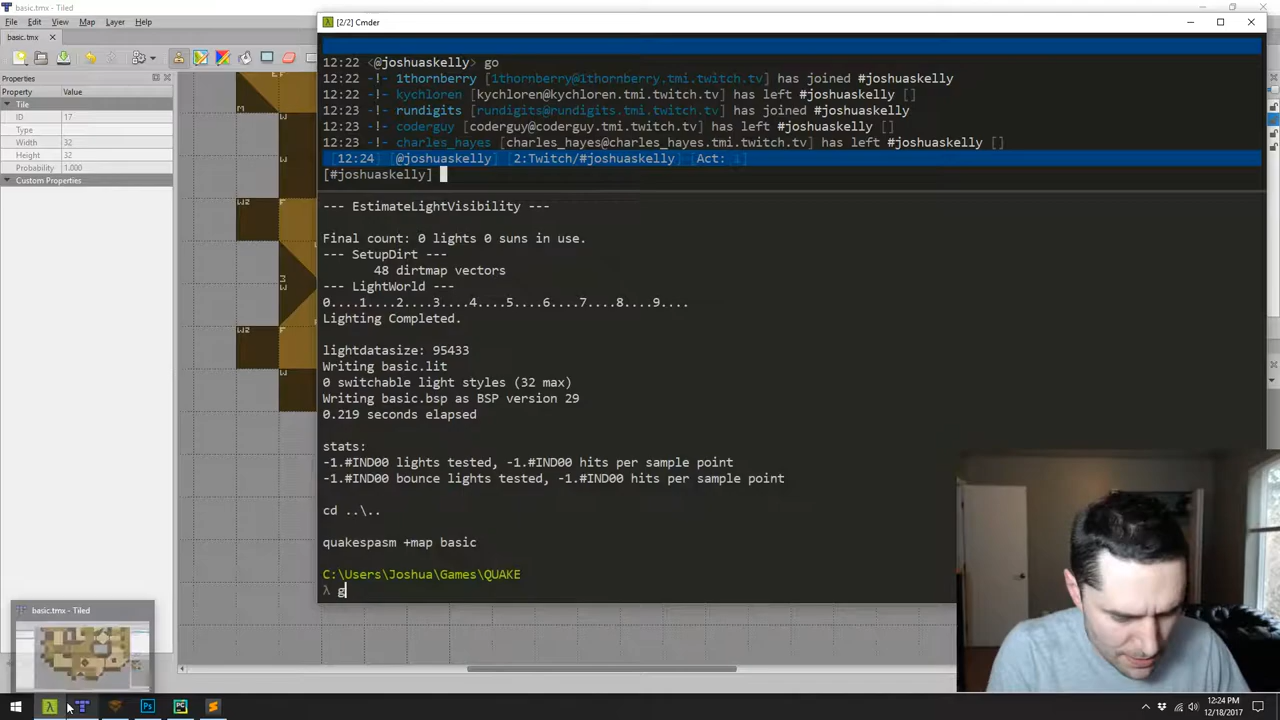 basic.tmx - Tiled
[2/2] Cmder
File Edit View Map Layer Help
basic.tmx
Properties
Property Value
Tile
ID 17
Type
Width 32
Height 32
Probability 1.000
Custom Properties
12:22 <@joshuaskelly> go
12:22 -!- 1thornberry [1thornberry@1thornberry.tmi.twitch.tv] has joined #joshuaskelly
12:22 -!- kychloren [kychloren@kychloren.tmi.twitch.tv] has left #joshuaskelly []
12:23 -!- rundigits [rundigits@rundigits.tmi.twitch.tv] has joined #joshuaskelly
12:23 -!- coderguy [coderguy@coderguy.tmi.twitch.tv] has left #joshuaskelly []
12:23 -!- charles_hayes [charles_hayes@charles_hayes.tmi.twitch.tv] has left #joshuaskelly []
[12:24] [@joshuaskelly] [2:Twitch/#joshuaskelly] [Act: 1]
[#joshuaskelly]
--- EstimateLightVisibility ---
Final count: 0 lights 0 suns in use.
--- SetupDirt ---
48 dirtmap vectors
--- LightWorld ---
0....1....2....3....4....5....6....7....8....9....
Lighting Completed.
lightdatasize: 95433
Writing basic.lit
0 switchable light styles (32 max)
Writing basic.bsp as BSP version 29
0.219 seconds elapsed
stats:
-1.#IND00 lights tested, -1.#IND00 hits per sample point
-1.#IND00 bounce lights tested, -1.#IND00 hits per sample point
cd ..\..
quakespasm +map basic
C:\Users\Joshua\Games\QUAKE
λ g
basic.tmx - Tiled
12:24 PM
12/18/2017